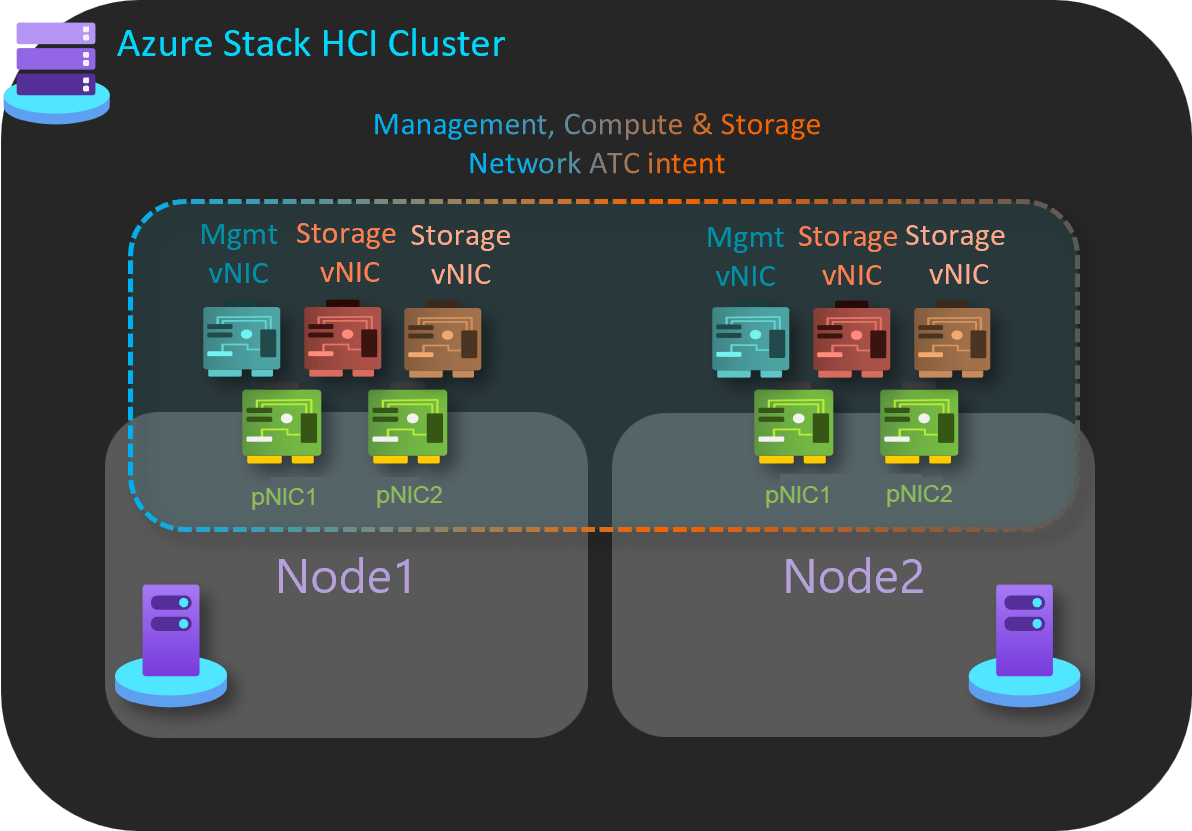 Azure Stack HCI Cluster
Management, Compute & Storage
Network ATC intent
Mgmt vNIC
Storage vNIC
Storage vNIC
Mgmt vNIC
Storage vNIC
Storage vNIC
pNIC1
pNIC2
pNIC1
pNIC2
Node1
Node2